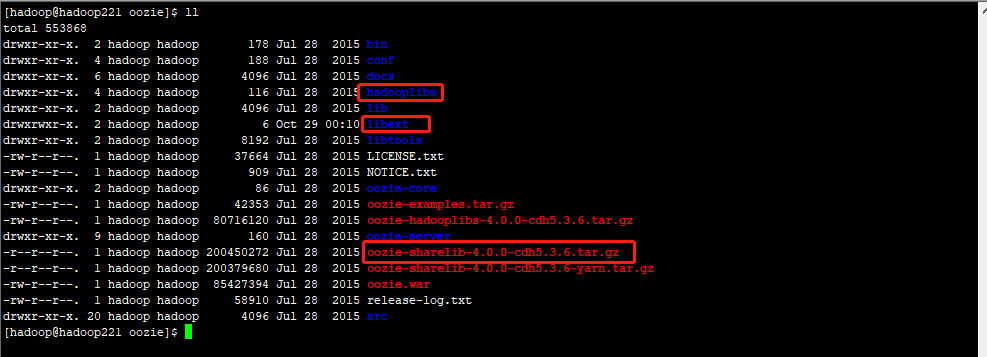 [hadoop@hadoop221 oozie]$ ll
total 553868
drwxr-xr-x. 2 hadoop hadoop 178 Jul 28 2015 bin
drwxr-xr-x. 4 hadoop hadoop 188 Jul 28 2015 conf
drwxr-xr-x. 6 hadoop hadoop 4096 Jul 28 2015 docs
drwxr-xr-x. 4 hadoop hadoop 116 Jul 28 2015 hadooplibs
drwxr-xr-x. 2 hadoop hadoop 4096 Jul 28 2015 lib
drwxrwxr-x. 2 hadoop hadoop 6 Oct 29 00:10 libext
drwxr-xr-x. 2 hadoop hadoop 8192 Jul 28 2015 libtools
-rw-r--r--. 1 hadoop hadoop 37664 Jul 28 2015 LICENSE.txt
-rw-r--r--. 1 hadoop hadoop 909 Jul 28 2015 NOTICE.txt
drwxr-xr-x. 2 hadoop hadoop 86 Jul 28 2015 oozie-core
-rw-r--r--. 1 hadoop hadoop 42353 Jul 28 2015 oozie-examples.tar.gz
-rw-r--r--. 1 hadoop hadoop 80716120 Jul 28 2015 oozie-hadooplibs-4.0.0-cdh5.3.6.tar.gz
drwxr-xr-x. 9 hadoop hadoop 160 Jul 28 2015 oozie-server
-r--r--r--. 1 hadoop hadoop 200450272 Jul 28 2015 oozie-sharelib-4.0.0-cdh5.3.6.tar.gz
-r--r--r--. 1 hadoop hadoop 200379680 Jul 28 2015 oozie-sharelib-4.0.0-cdh5.3.6-yarn.tar.gz
-rw-r--r--. 1 hadoop hadoop 85427394 Jul 28 2015 oozie.war
-rw-r--r--. 1 hadoop hadoop 58910 Jul 28 2015 release-log.txt
drwxr-xr-x. 20 hadoop hadoop 4096 Jul 28 2015 src
[hadoop@hadoop221 oozie]$